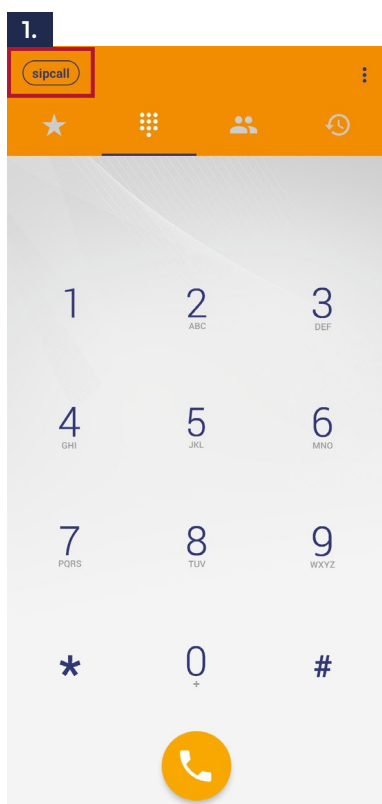 1.
sipcall
1 2 3
ABC DEF
4 5 6
GHI JKL MNO
7 8 9
PQRS TUV WXYZ
* 0 #
+